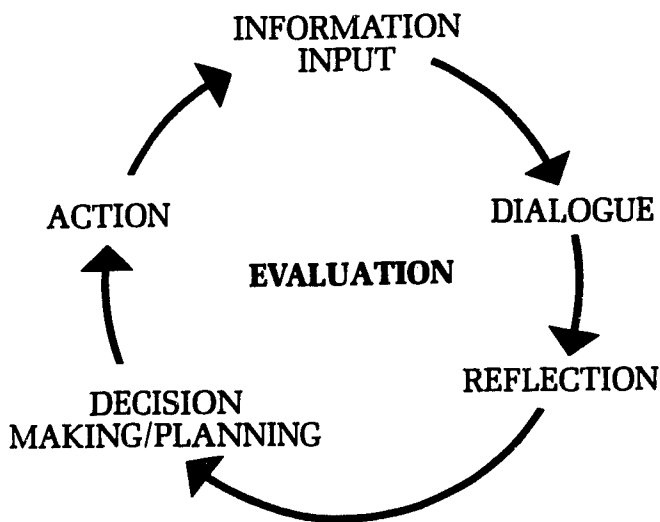 INFORMATION
INPUT
DIALOGUE
REFLECTION
DECISION
MAKING/PLANNING
ACTION
EVALUATION